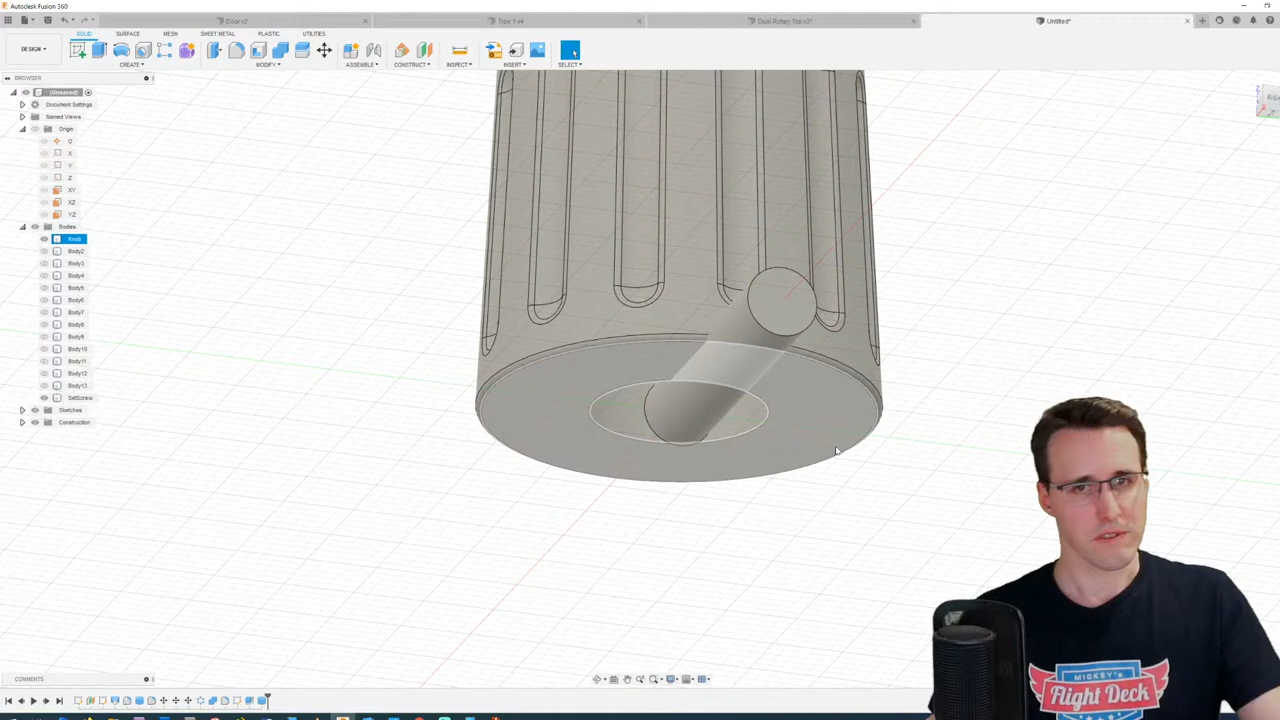 Autodesk Fusion 360
Door v2
Type 1 v4
Dual Rotary Top v3*
Untitled*
DESIGN
SOLID SURFACE MESH SHEET METAL PLASTIC UTILITIES
CREATE MODIFY ASSEMBLE CONSTRUCT INSPECT INSERT SELECT
BROWSER
(Unsaved)
Document Settings
Named Views
Origin
O
X
Y
Z
XY
XZ
YZ
Bodies
Knob
Body2
Body3
Body4
Body5
Body6
Body7
Body8
Body9
Body10
Body11
Body12
Body13
SetScrew
Sketches
Construction
MICKEY'S
Flight Deck
COMMENTS